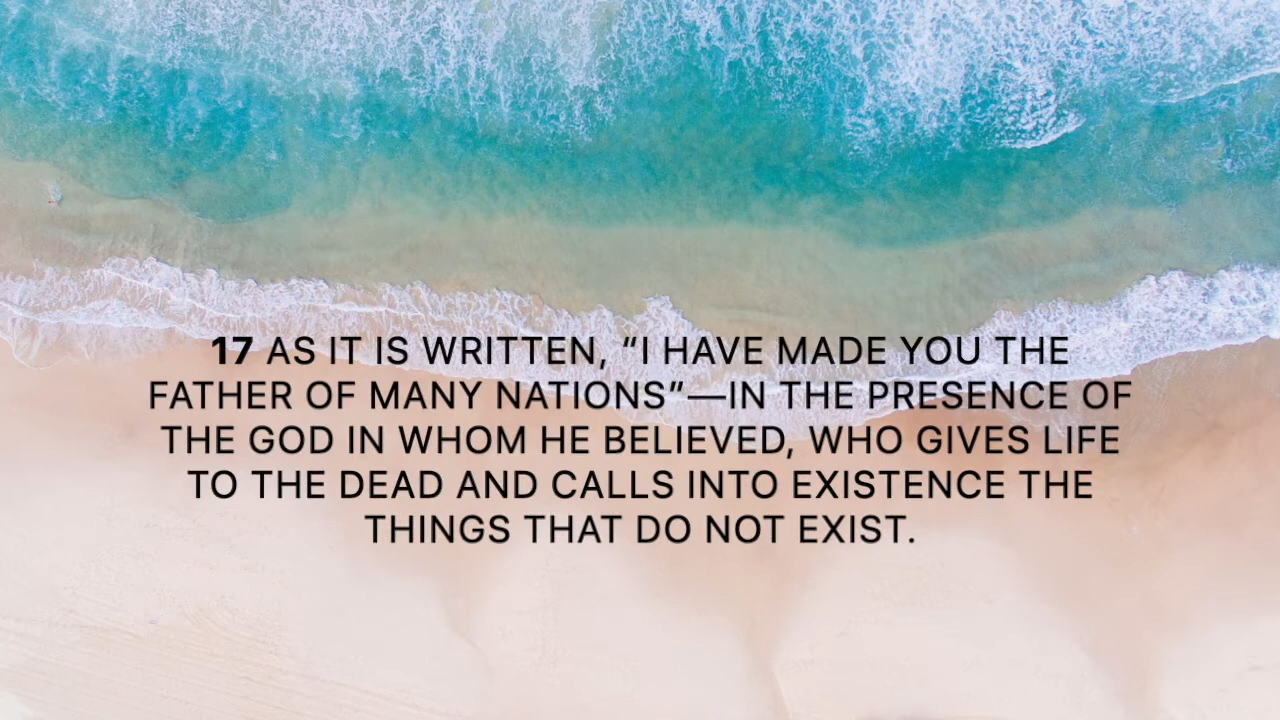 17 AS IT IS WRITTEN, “I HAVE MADE YOU THE
FATHER OF MANY NATIONS”—IN THE PRESENCE OF
THE GOD IN WHOM HE BELIEVED, WHO GIVES LIFE
TO THE DEAD AND CALLS INTO EXISTENCE THE
THINGS THAT DO NOT EXIST.